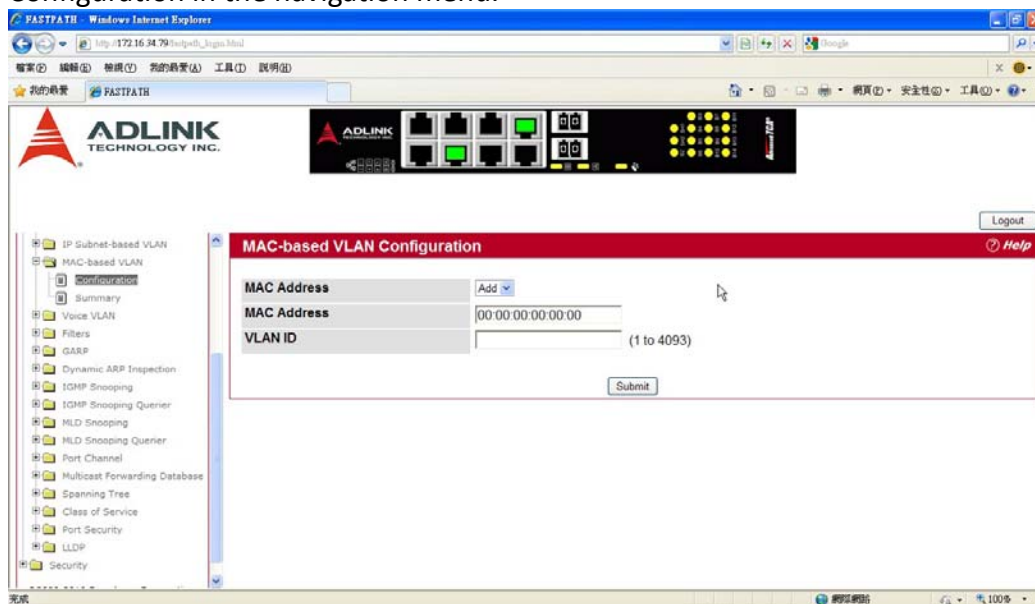 Configuration in the navigation menu.
FASTPATH - Windows Internet Explorer
http://172.16.34.79/fastpath_login.html
Google
檔案(F) 編輯(E) 檢視(V) 我的最愛(A) 工具(T) 說明(H)
我的最愛 FASTPATH 網頁(P) 安全性(S) 工具(O)
ADLINK
TECHNOLOGY INC.
ADLINK
Logout
IP Subnet-based VLAN
MAC-based VLAN
Configuration
Summary
Voice VLAN
Filters
GARP
Dynamic ARP Inspection
IGMP Snooping
IGMP Snooping Querier
MLD Snooping
MLD Snooping Querier
Port Channel
Multicast Forwarding Database
Spanning Tree
Class of Service
Port Security
LLDP
Security
MAC-based VLAN Configuration Help
MAC Address Add
MAC Address 00:00:00:00:00:00
VLAN ID (1 to 4093)
Submit
完成 網際網路 100%